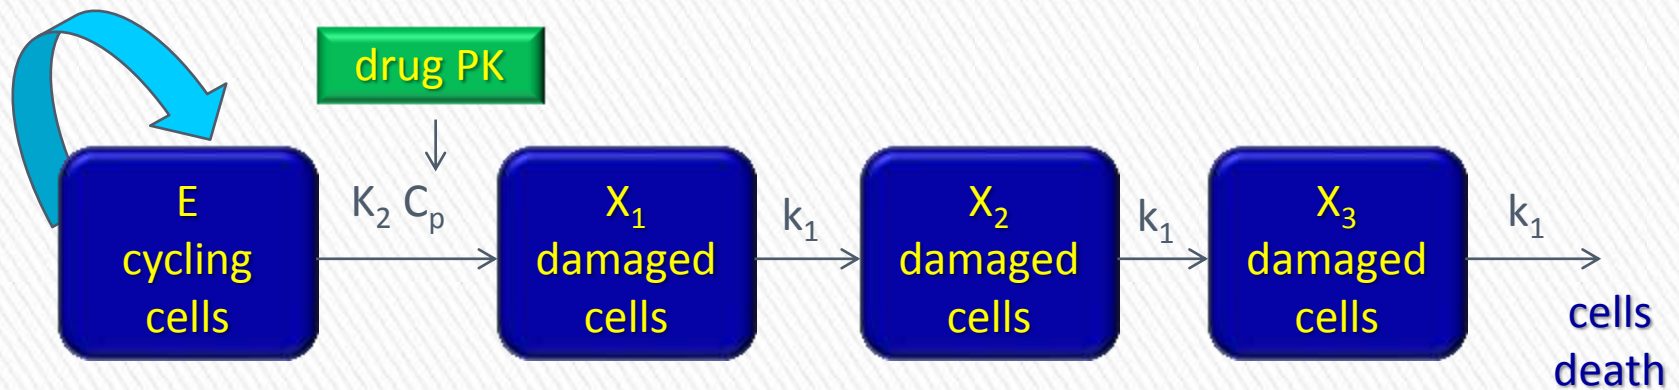 drug PK
E
cycling
cells
K₂ Cₚ
X₁
damaged
cells
k₁
X₂
damaged
cells
k₁
X₃
damaged
cells
k₁
cells
death